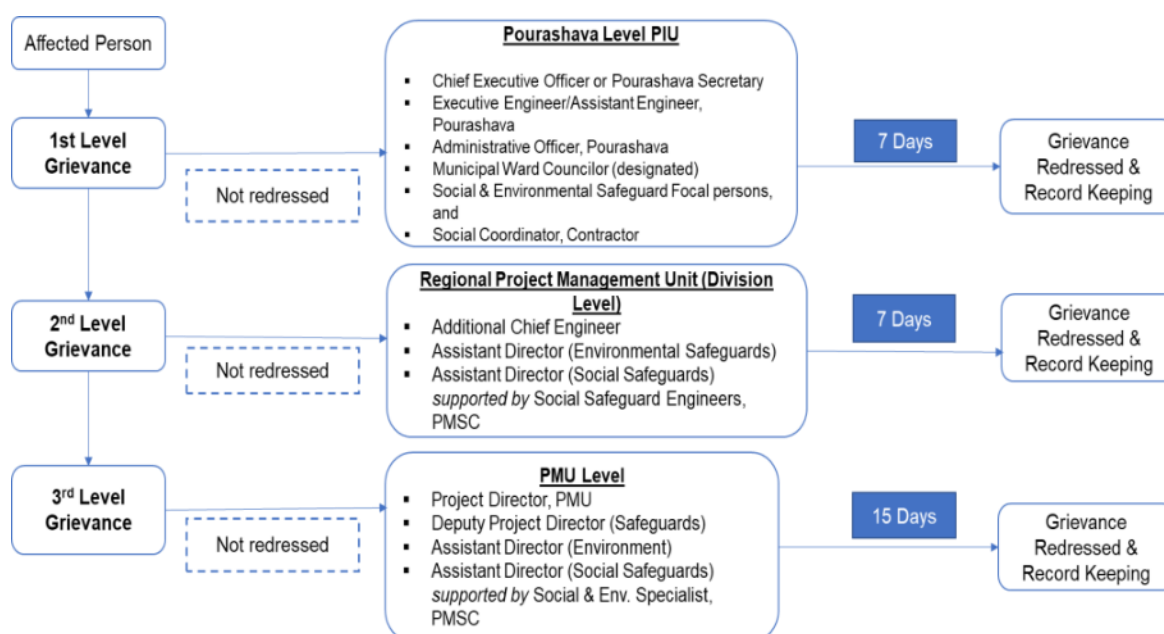 Affected Person
1st Level
Grievance
Not redressed
Pourashava Level PIU
▪ Chief Executive Officer or Pourashava Secretary
▪ Executive Engineer/Assistant Engineer,
Pourashava
▪ Administrative Officer, Pourashava
▪ Municipal Ward Councilor (designated)
▪ Social & Environmental Safeguard Focal persons,
and
▪ Social Coordinator, Contractor
7 Days
Grievance
Redressed &
Record Keeping
2nd Level
Grievance
Not redressed
Regional Project Management Unit (Division
Level)
▪ Additional Chief Engineer
▪ Assistant Director (Environmental Safeguards)
▪ Assistant Director (Social Safeguards)
supported by Social Safeguard Engineers,
PMSC
7 Days
Grievance
Redressed &
Record Keeping
3rd Level
Grievance
Not redressed
PMU Level
▪ Project Director, PMU
▪ Deputy Project Director (Safeguards)
▪ Assistant Director (Environment)
▪ Assistant Director (Social Safeguards)
supported by Social & Env. Specialist,
PMSC
15 Days
Grievance
Redressed &
Record Keeping